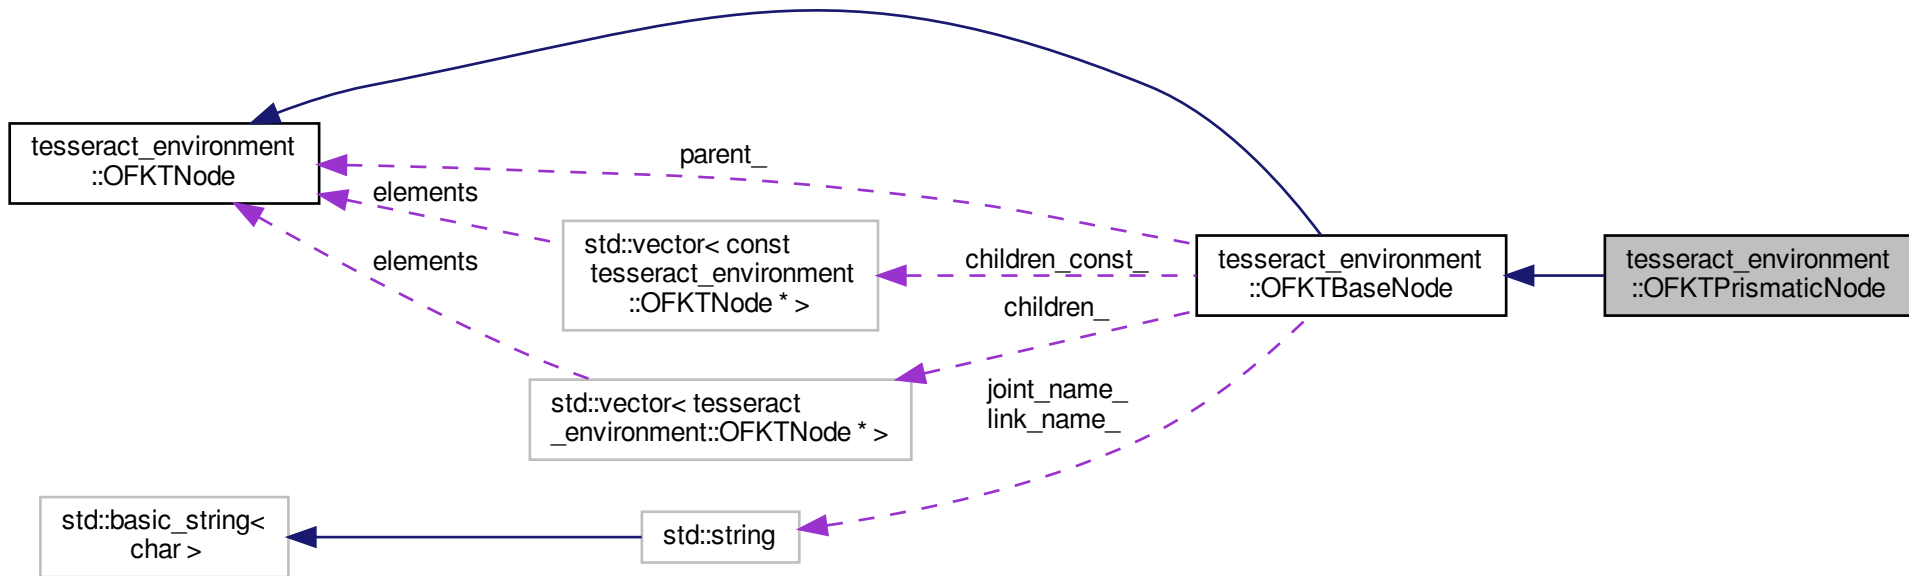 tesseract_environment
::OFKTNode
parent_
elements
elements
std::vector< const
tesseract_environment
::OFKTNode * >
children_const_
children_
tesseract_environment
::OFKTBaseNode
tesseract_environment
::OFKTPrismaticNode
std::vector< tesseract
_environment::OFKTNode * >
joint_name_
link_name_
std::basic_string<
char >
std::string